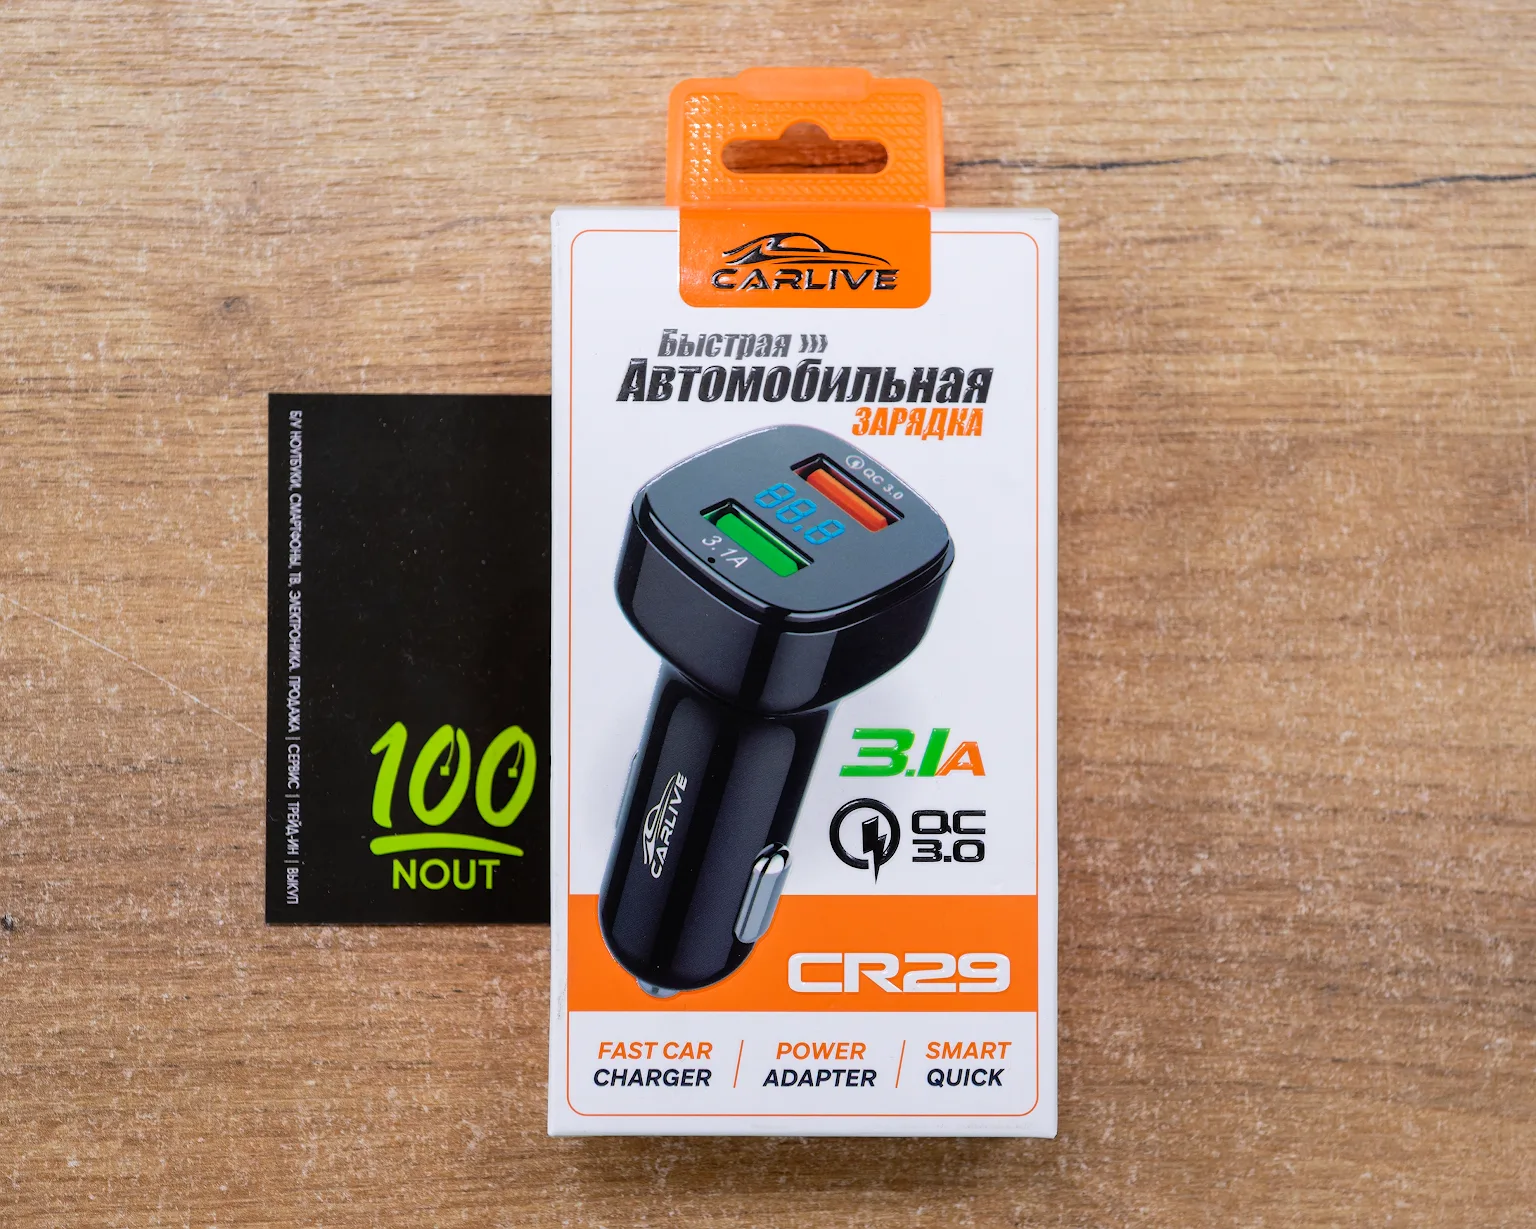 CARLIVE
Быстрая »»
Автомобильная
ЗАРЯДКА
QC 3.0
88.8
3.1A
CARLIVE
3.1A
QC
3.0
CR29
FAST CAR
CHARGER
POWER
ADAPTER
SMART
QUICK
Б/У НОУТБУКИ, СМАРТФОНЫ, ТВ, ЭЛЕКТРОНИКА. ПРОДАЖА | СЕРВИС | ТРЕЙД-ИН | ВЫКУП
100
NOUT